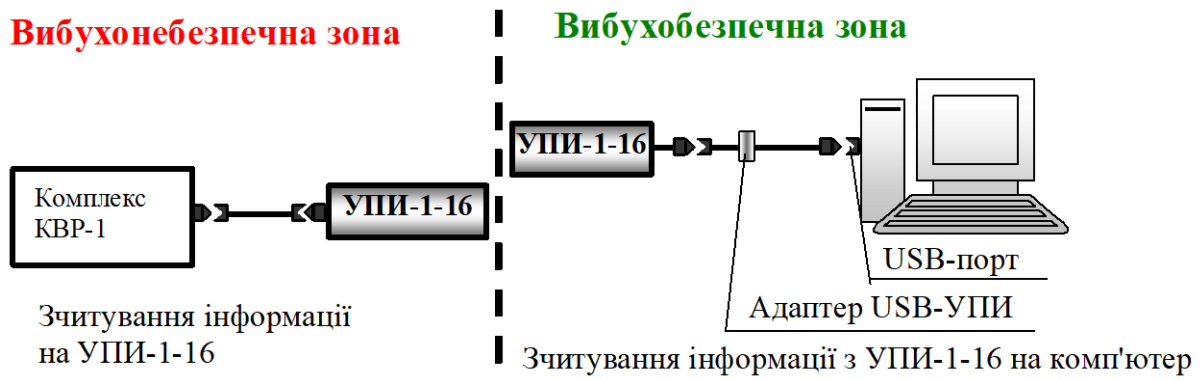 Вибухонебезпечна зона
Вибухобезпечна зона
УПИ-1-16
Комплекс
КВР-1
УПИ-1-16
USB-порт
Адаптер USB-УПИ
Зчитування інформації
на УПИ-1-16
Зчитування інформації з УПИ-1-16 на комп'ютер